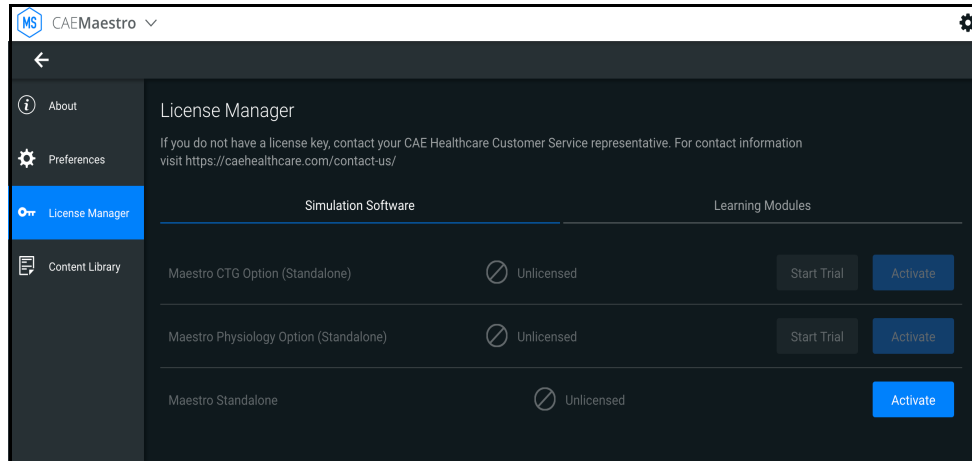 MS CAEMaestro
About
License Manager
If you do not have a license key, contact your CAE Healthcare Customer Service representative. For contact information
visit https://caehealthcare.com/contact-us/
Preferences
License Manager
Content Library
Simulation Software Learning Modules
Maestro CTG Option (Standalone) Unlicensed Start Trial Activate
Maestro Physiology Option (Standalone) Unlicensed Start Trial Activate
Maestro Standalone Unlicensed Activate